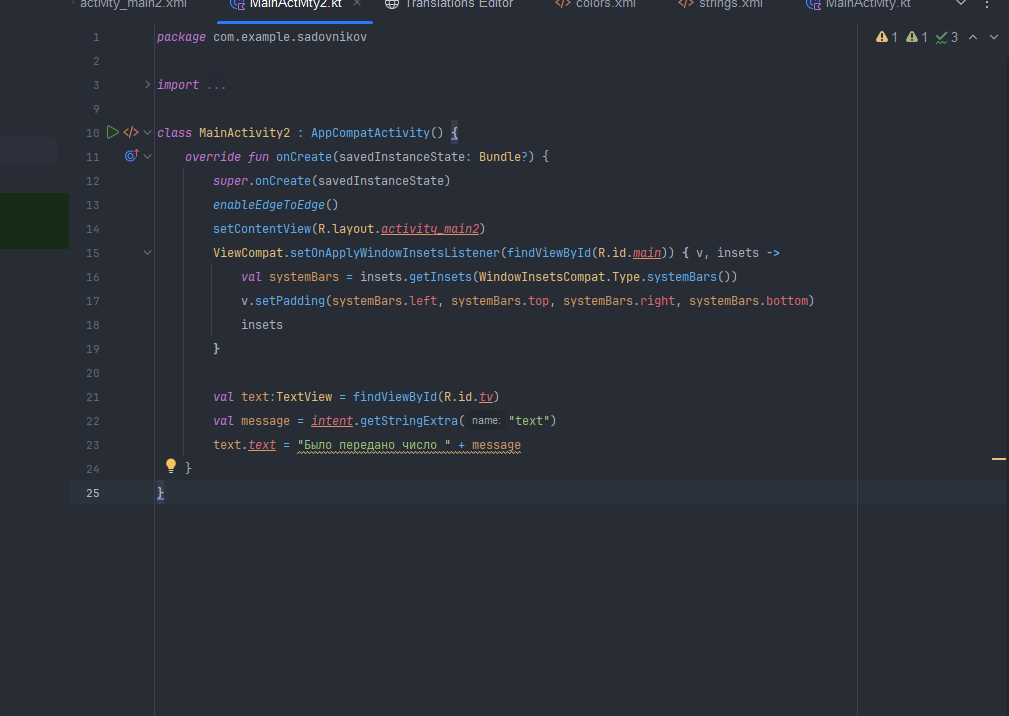 activity_main2.xml MainActivity2.kt Translations Editor colors.xml strings.xml MainActivity.kt
1 package com.example.sadovnikov 1 1 3
2
3 import ...
9
10 class MainActivity2 : AppCompatActivity() {
11 override fun onCreate(savedInstanceState: Bundle?) {
12 super.onCreate(savedInstanceState)
13 enableEdgeToEdge()
14 setContentView(R.layout.activity_main2)
15 ViewCompat.setOnApplyWindowInsetsListener(findViewById(R.id.main)) { v, insets ->
16 val systemBars = insets.getInsets(WindowInsetsCompat.Type.systemBars())
17 v.setPadding(systemBars.left, systemBars.top, systemBars.right, systemBars.bottom)
18 insets
19 }
20
21 val text:TextView = findViewById(R.id.tv)
22 val message = intent.getStringExtra( name: "text")
23 text.text = "Было передано число " + message
24 }
25 }